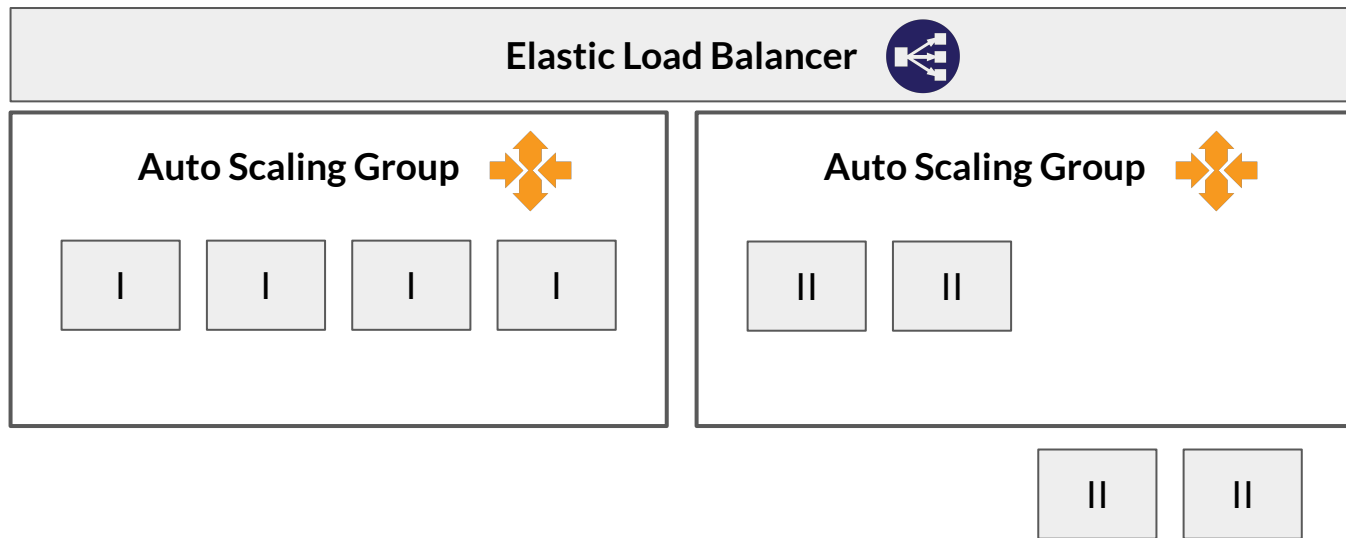 Elastic Load Balancer
Auto Scaling Group
Auto Scaling Group
I I I I
II II
II II